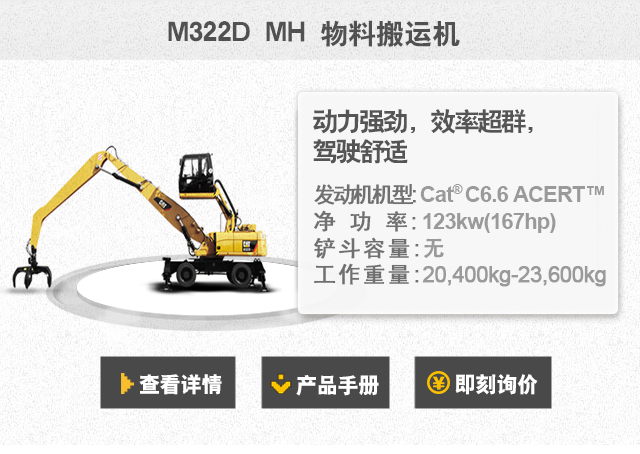 M322D MH 物料搬运机
动力强劲，效率超群，
驾驶舒适
发动机机型: Cat® C6.6 ACERT™
净 功 率: 123kw(167hp)
铲斗容量: 无
工作重量: 20,400kg-23,600kg
CAT
CAT
查看详情
产品手册
即刻询价